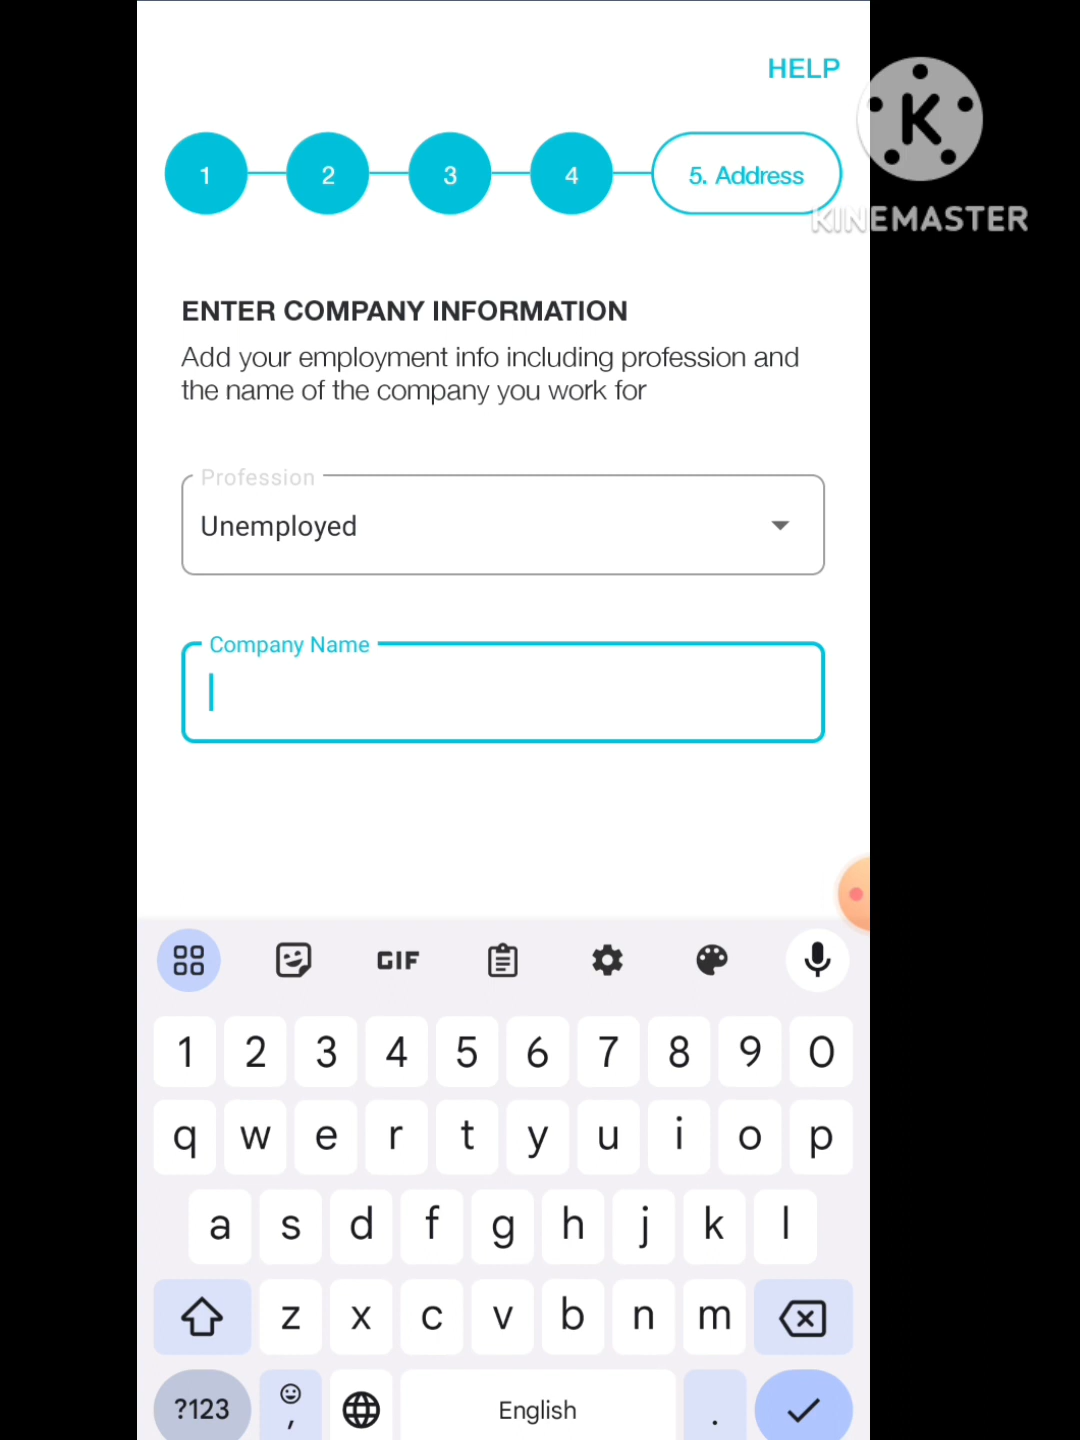 HELP
1
2
3
4
5. Address
K
KINEMASTER
ENTER COMPANY INFORMATION
Add your employment info including profession and
the name of the company you work for
Profession
Unemployed
Company Name
GIF
1 2 3 4 5 6 7 8 9 0
q w e r t y u i o p
a s d f g h j k l
z x c v b n m
?123 , English .